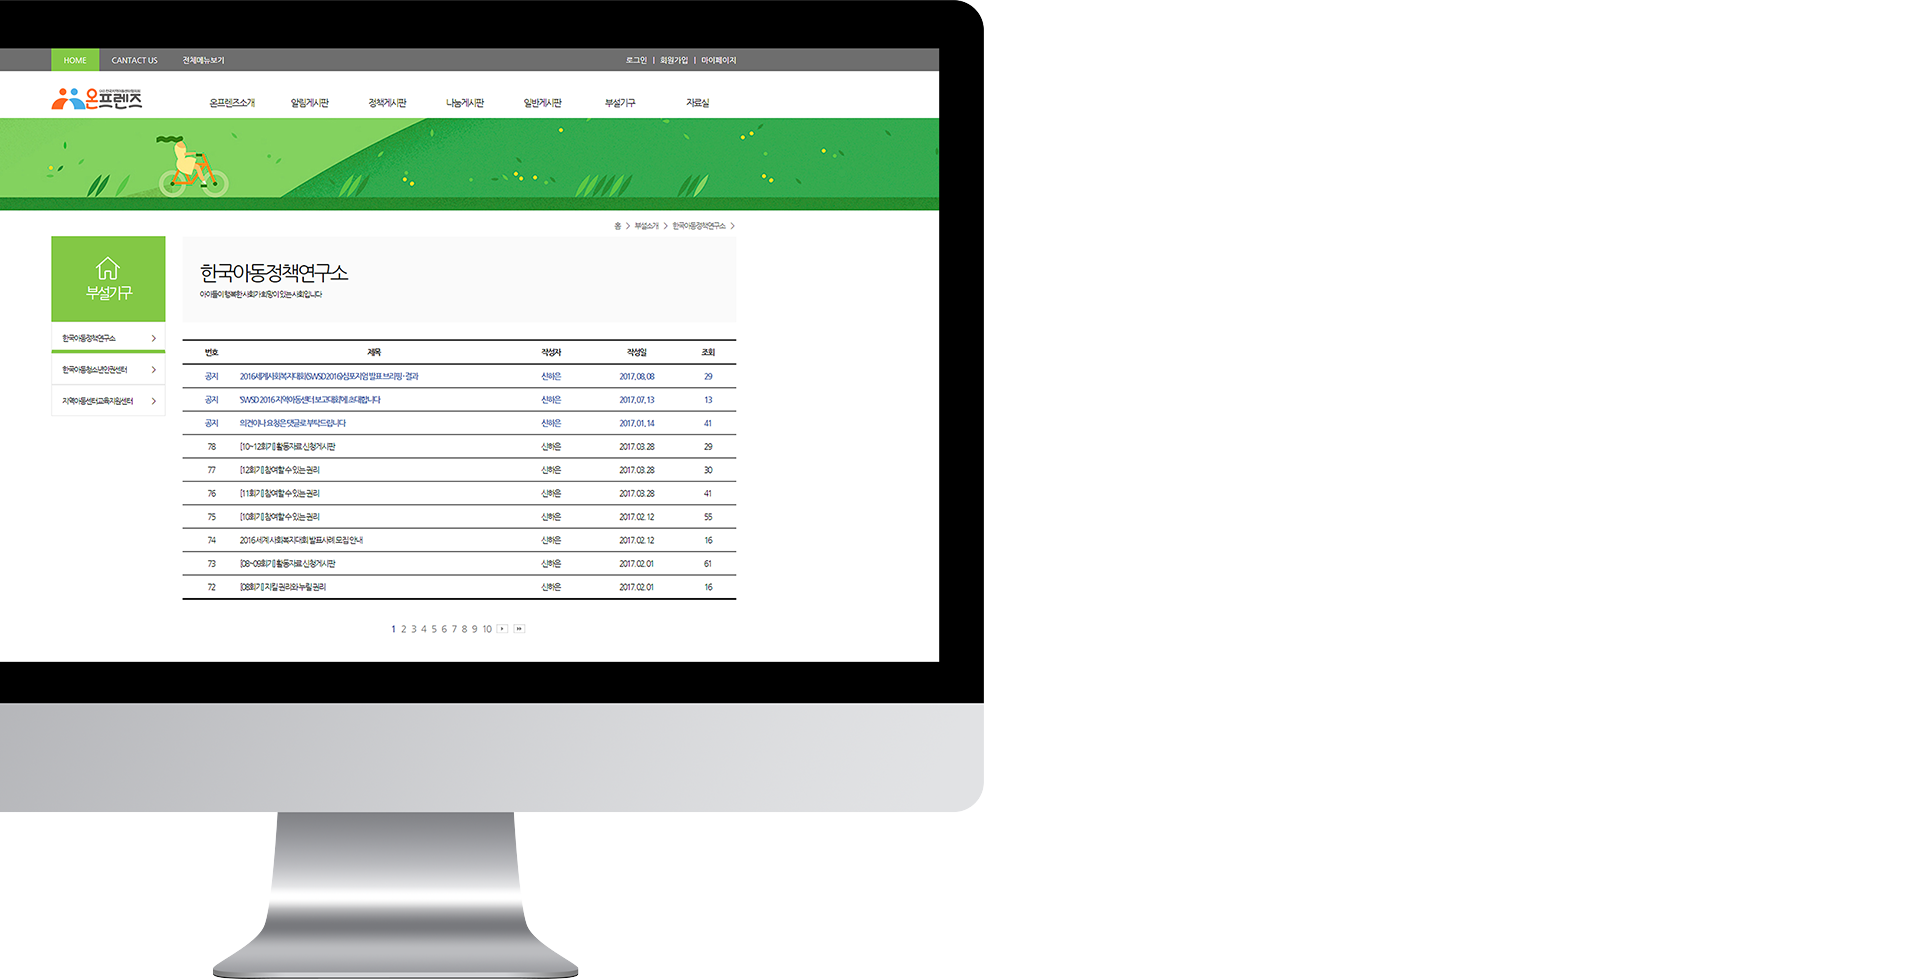 HOME CANTACT US 전체메뉴보기 로그인 | 회원가입 | 마이페이지
온프렌즈 온프렌즈소개 알림게시판 정책게시판 나눔게시판 일반게시판 부설기구 자료실
홈 > 부설소개 > 한국아동정책연구소 >
부설기구
한국아동정책연구소
아이들이 행복한 사회가 희망이 있는 사회입니다
한국아동정책연구소 >
한국아동청소년인권센터 >
지역아동센터교육지원센터 >
번호 제목 작성자 작성일 조회
공지 2016세계사회복지대회(SWSD2016)심포지엄 발표 브리핑·결과 신하은 2017.08.08 29
공지 'SWSD 2016 지역아동센터 보고대회'에 초대합니다 신하은 2017.07.13 13
공지 의견이나 요청은 댓글로 부탁드립니다 신하은 2017.01.14 41
78 [10~12회기] 활동자료 신청게시판 신하은 2017.03.28 29
77 [12회기] 참여할 수 있는 권리 신하은 2017.03.28 30
76 [11회기] 참여할 수 있는 권리 신하은 2017.03.28 41
75 [10회기] 참여할 수 있는 권리 신하은 2017.02.12 55
74 2016 세계 사회복지대회 발표사례 모집 안내 신하은 2017.02.12 16
73 [08~09회기] 활동자료 신청게시판 신하은 2017.02.01 61
72 [08회기] 지킬 권리와 누릴 권리 신하은 2017.02.01 16
1 2 3 4 5 6 7 8 9 10